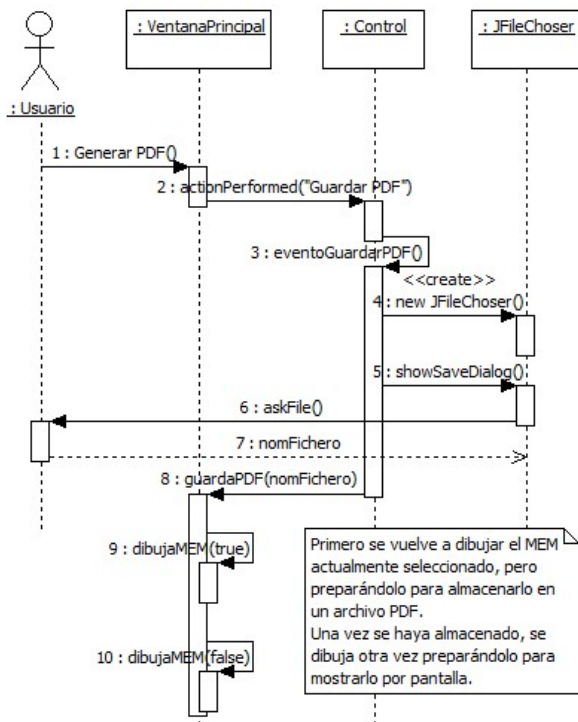 : VentanaPrincipal
: Control
: JFileChoser
: Usuario
1 : Generar PDF()
2 : actionPerformed("Guardar PDF")
3 : eventoGuardarPDF()
<<create>>
4 : new JFileChoser()
5 : showSaveDialog()
6 : askFile()
7 : nomFichero
8 : guardaPDF(nomFichero)
9 : dibujaMEM(true)
10 : dibujaMEM(false)
Primero se vuelve a dibujar el MEM
actualmente seleccionado, pero
preparándolo para almacenarlo en
un archivo PDF.
Una vez se haya almacenado, se
dibuja otra vez preparándolo para
mostrarlo por pantalla.